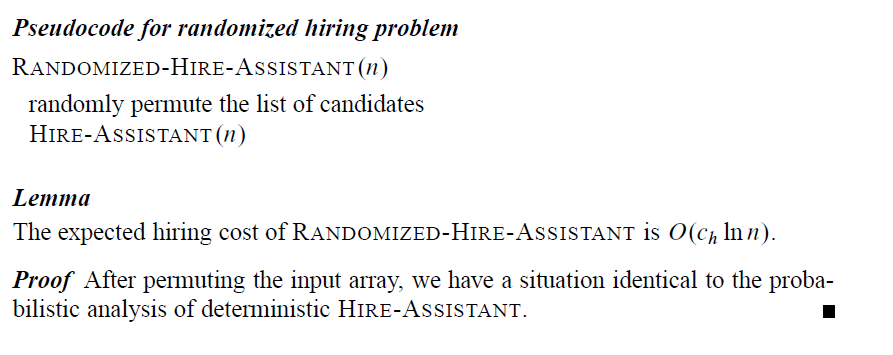 Pseudocode for randomized hiring problem
RANDOMIZED-HIRE-ASSISTANT(n)
randomly permute the list of candidates
HIRE-ASSISTANT(n)
Lemma
The expected hiring cost of RANDOMIZED-HIRE-ASSISTANT is O(c_h ln n).
Proof After permuting the input array, we have a situation identical to the proba-
bilistic analysis of deterministic HIRE-ASSISTANT. ■